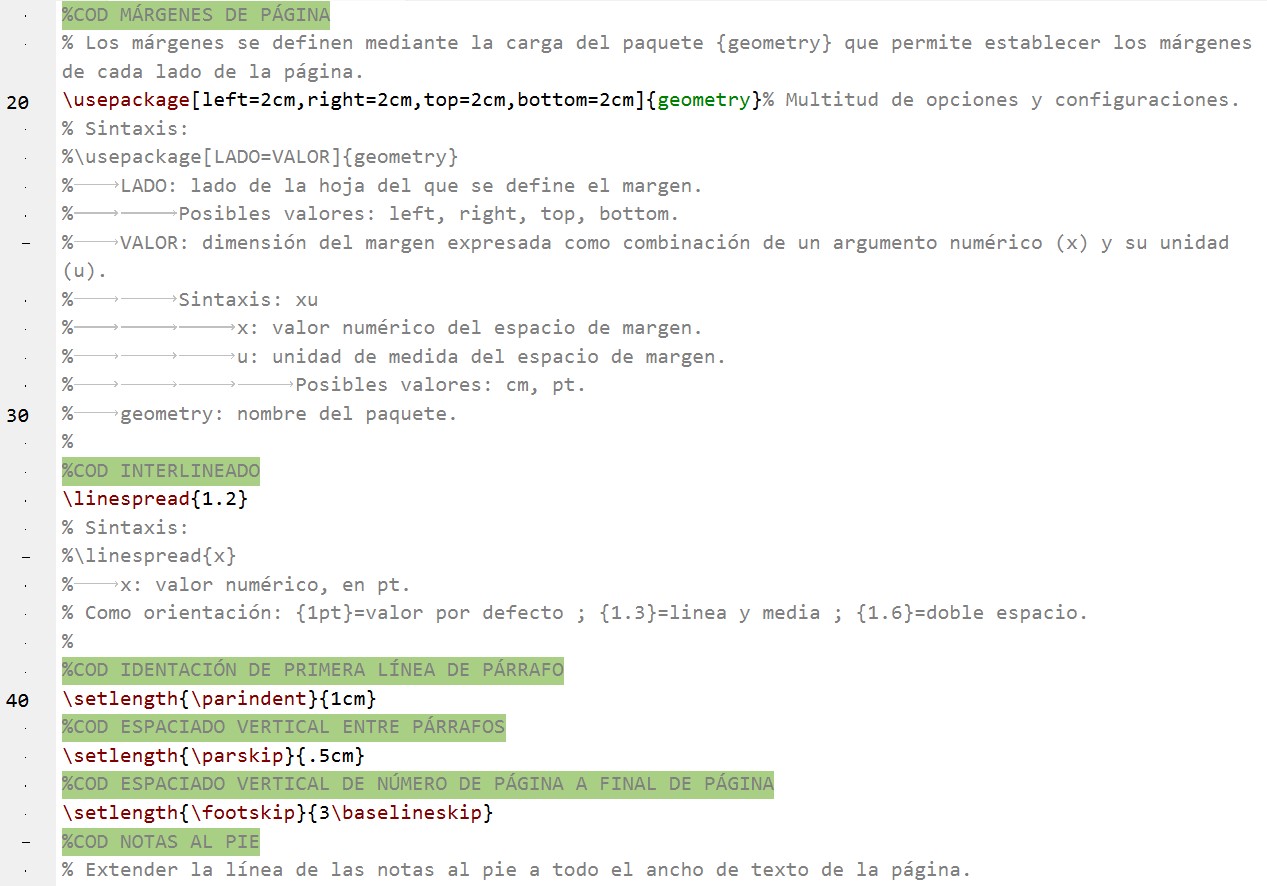 %COD MÁRGENES DE PÁGINA
% Los márgenes se definen mediante la carga del paquete {geometry} que permite establecer los márgenes
de cada lado de la página.
20 \usepackage[left=2cm,right=2cm,top=2cm,bottom=2cm]{geometry}% Multitud de opciones y configuraciones.
% Sintaxis:
%\usepackage[LADO=VALOR]{geometry}
%→LADO: lado de la hoja del que se define el margen.
%→→Posibles valores: left, right, top, bottom.
%→VALOR: dimensión del margen expresada como combinación de un argumento numérico (x) y su unidad
(u).
%→→Sintaxis: xu
%→→→x: valor numérico del espacio de margen.
%→→→u: unidad de medida del espacio de margen.
%→→→→Posibles valores: cm, pt.
30 %→geometry: nombre del paquete.
%
%COD INTERLINEADO
\linespread{1.2}
% Sintaxis:
%\linespread{x}
%→x: valor numérico, en pt.
% Como orientación: {1pt}=valor por defecto ; {1.3}=linea y media ; {1.6}=doble espacio.
%
%COD IDENTACIÓN DE PRIMERA LÍNEA DE PÁRRAFO
40 \setlength{\parindent}{1cm}
%COD ESPACIADO VERTICAL ENTRE PÁRRAFOS
\setlength{\parskip}{.5cm}
%COD ESPACIADO VERTICAL DE NÚMERO DE PÁGINA A FINAL DE PÁGINA
\setlength{\footskip}{3\baselineskip}
%COD NOTAS AL PIE
% Extender la línea de las notas al pie a todo el ancho de texto de la página.